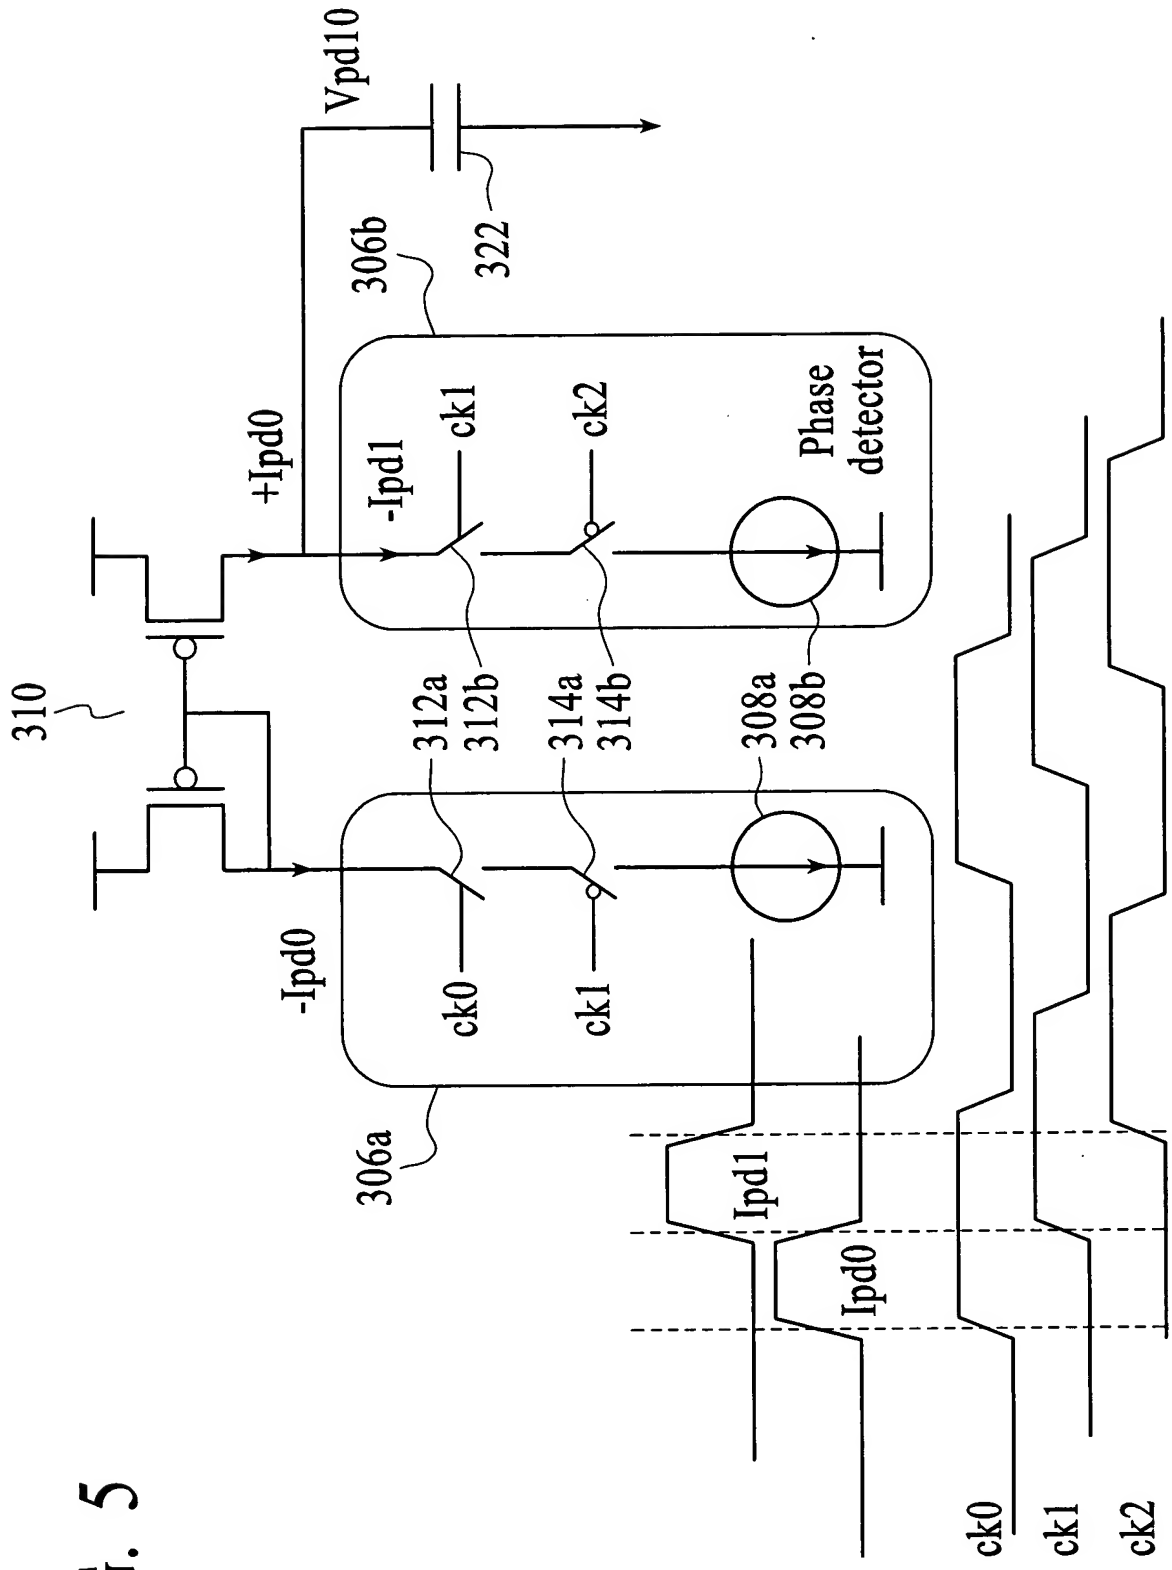 310
Vpd10
+Ipd0
-Ipd0
306b
322
-Ipd1
ck1
ck2
Phase
detector
312a
312b
314a
314b
308a
308b
ck0
ck1
306a
Ipd1
Ipd0
ck0
ck1
ck2
5